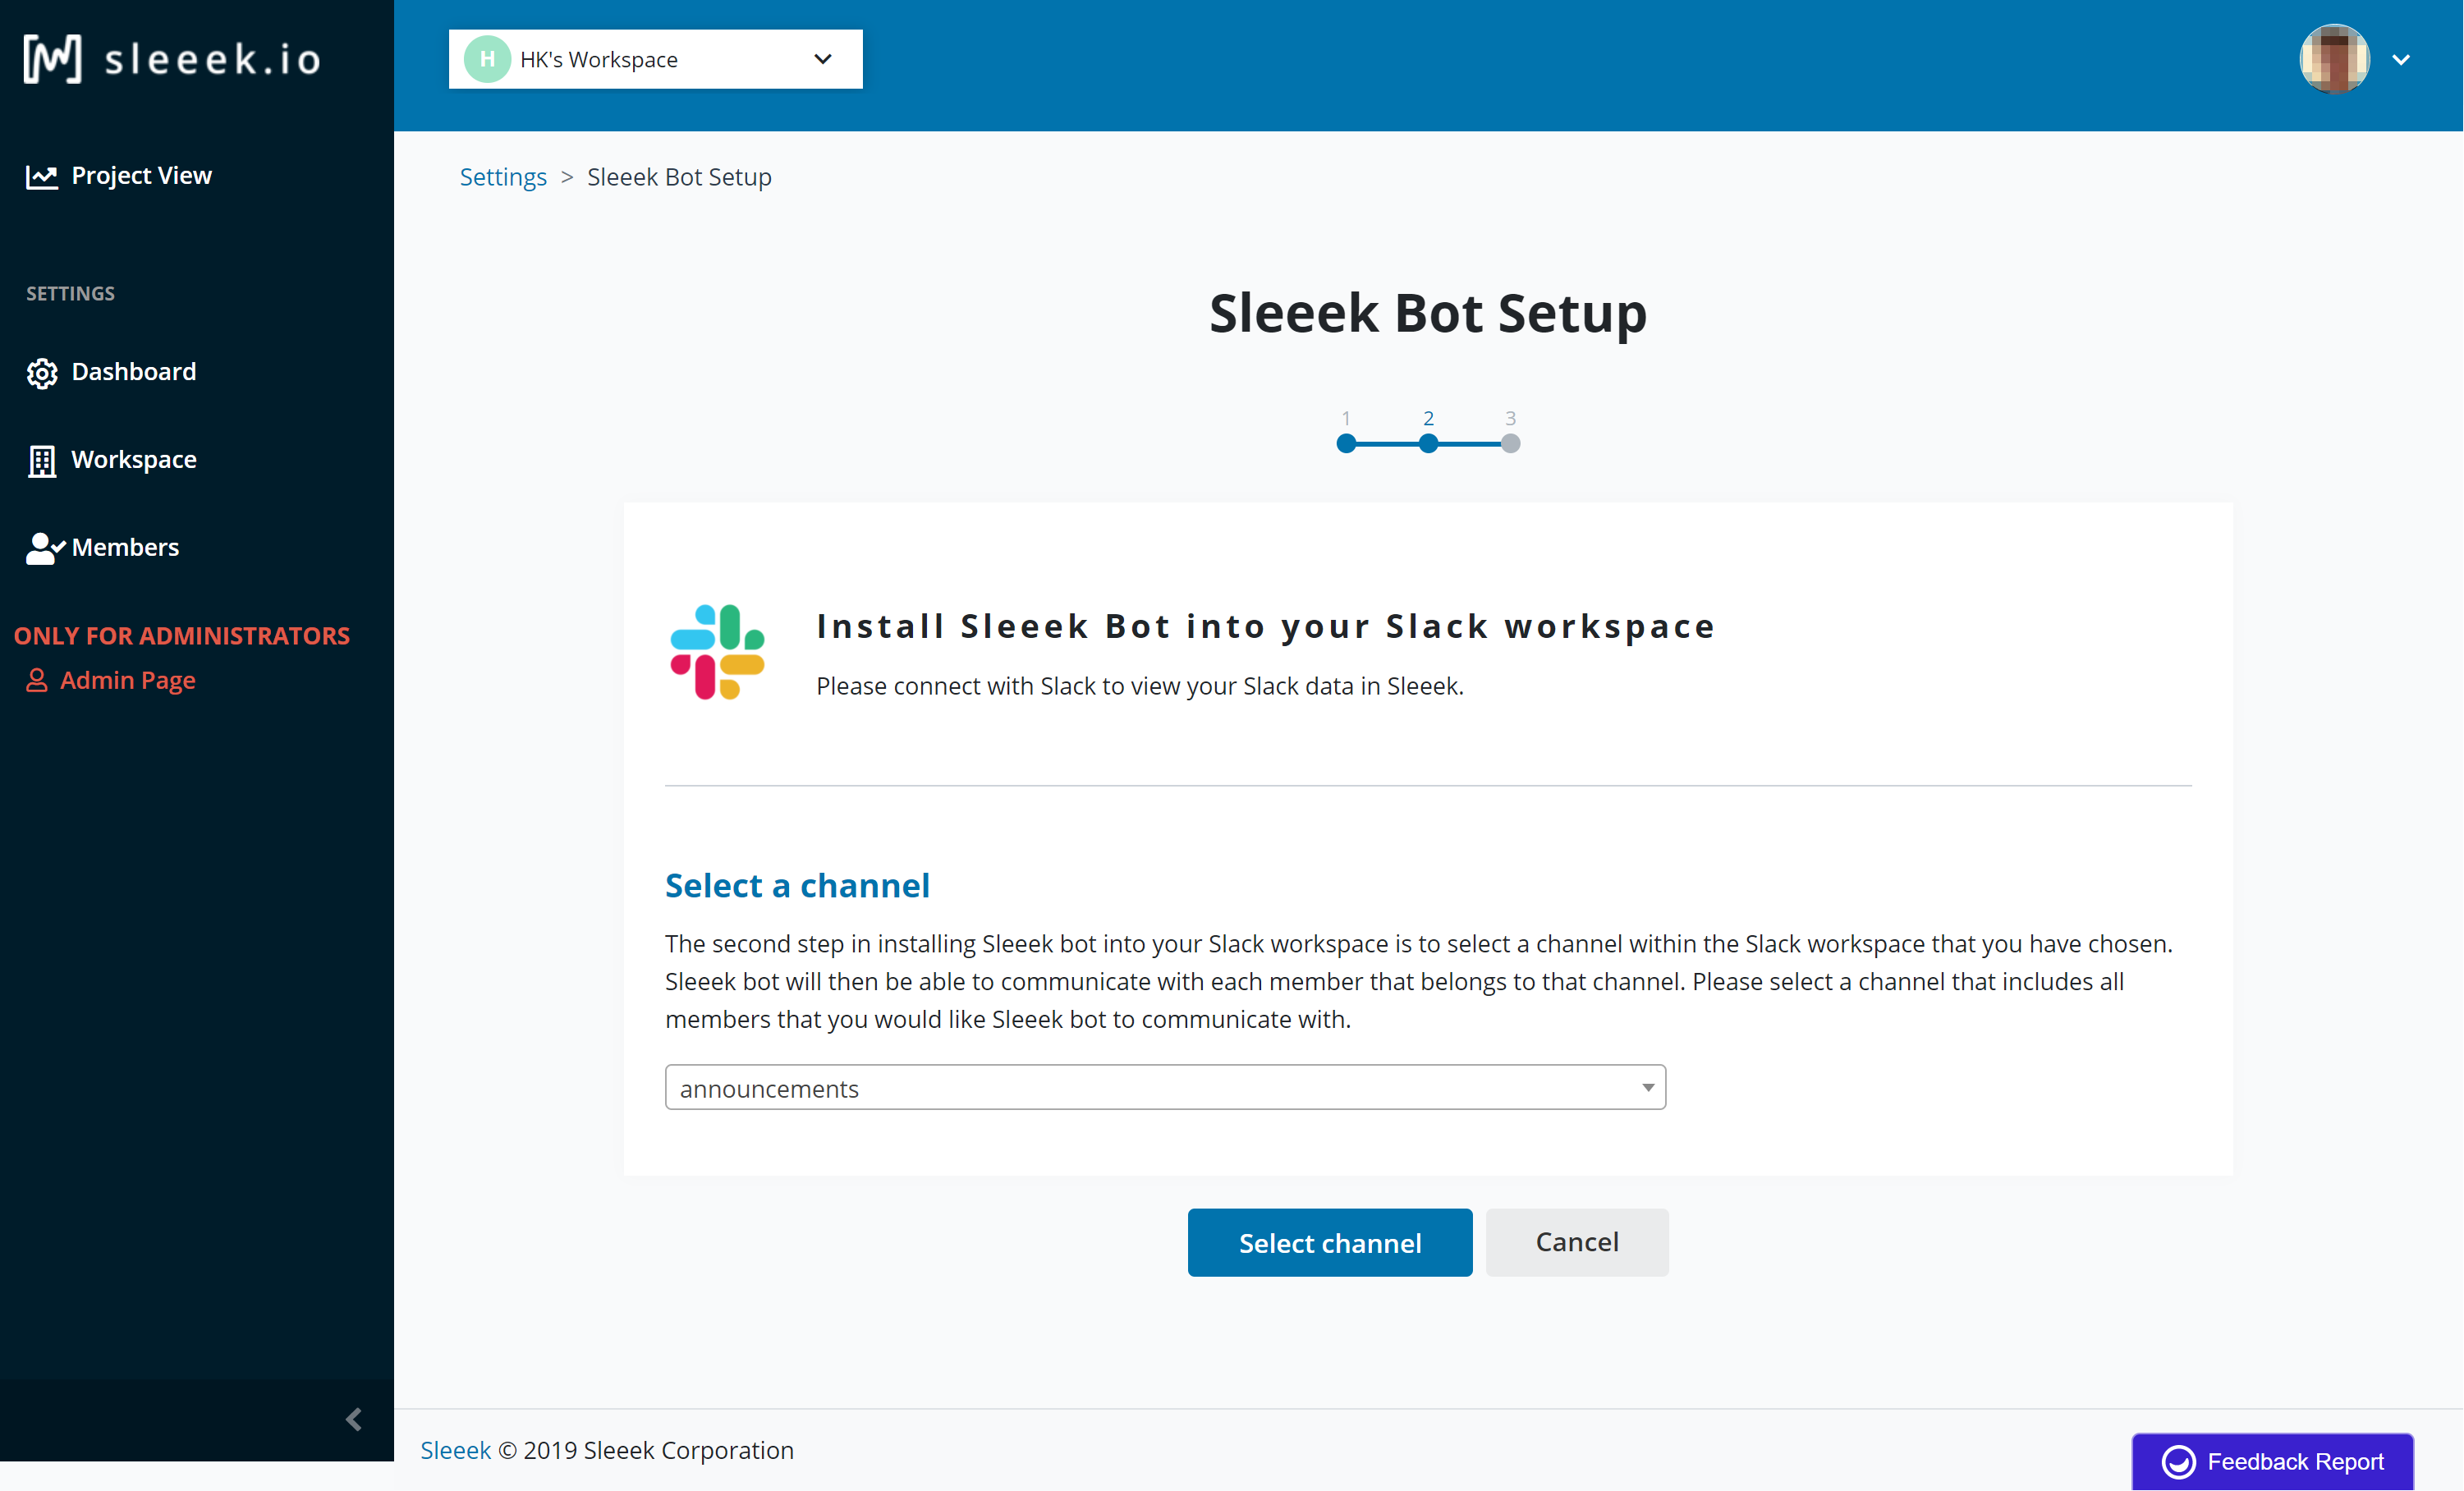 sleeek.io
H HK's Workspace
Project View
SETTINGS
Dashboard
Workspace
Members
ONLY FOR ADMINISTRATORS
Admin Page
Settings > Sleeek Bot Setup
Sleeek Bot Setup
1 2 3
Install Sleeek Bot into your Slack workspace
Please connect with Slack to view your Slack data in Sleeek.
Select a channel
The second step in installing Sleeek bot into your Slack workspace is to select a channel within the Slack workspace that you have chosen.
Sleeek bot will then be able to communicate with each member that belongs to that channel. Please select a channel that includes all
members that you would like Sleeek bot to communicate with.
announcements
Select channel Cancel
Sleeek © 2019 Sleeek Corporation
Feedback Report